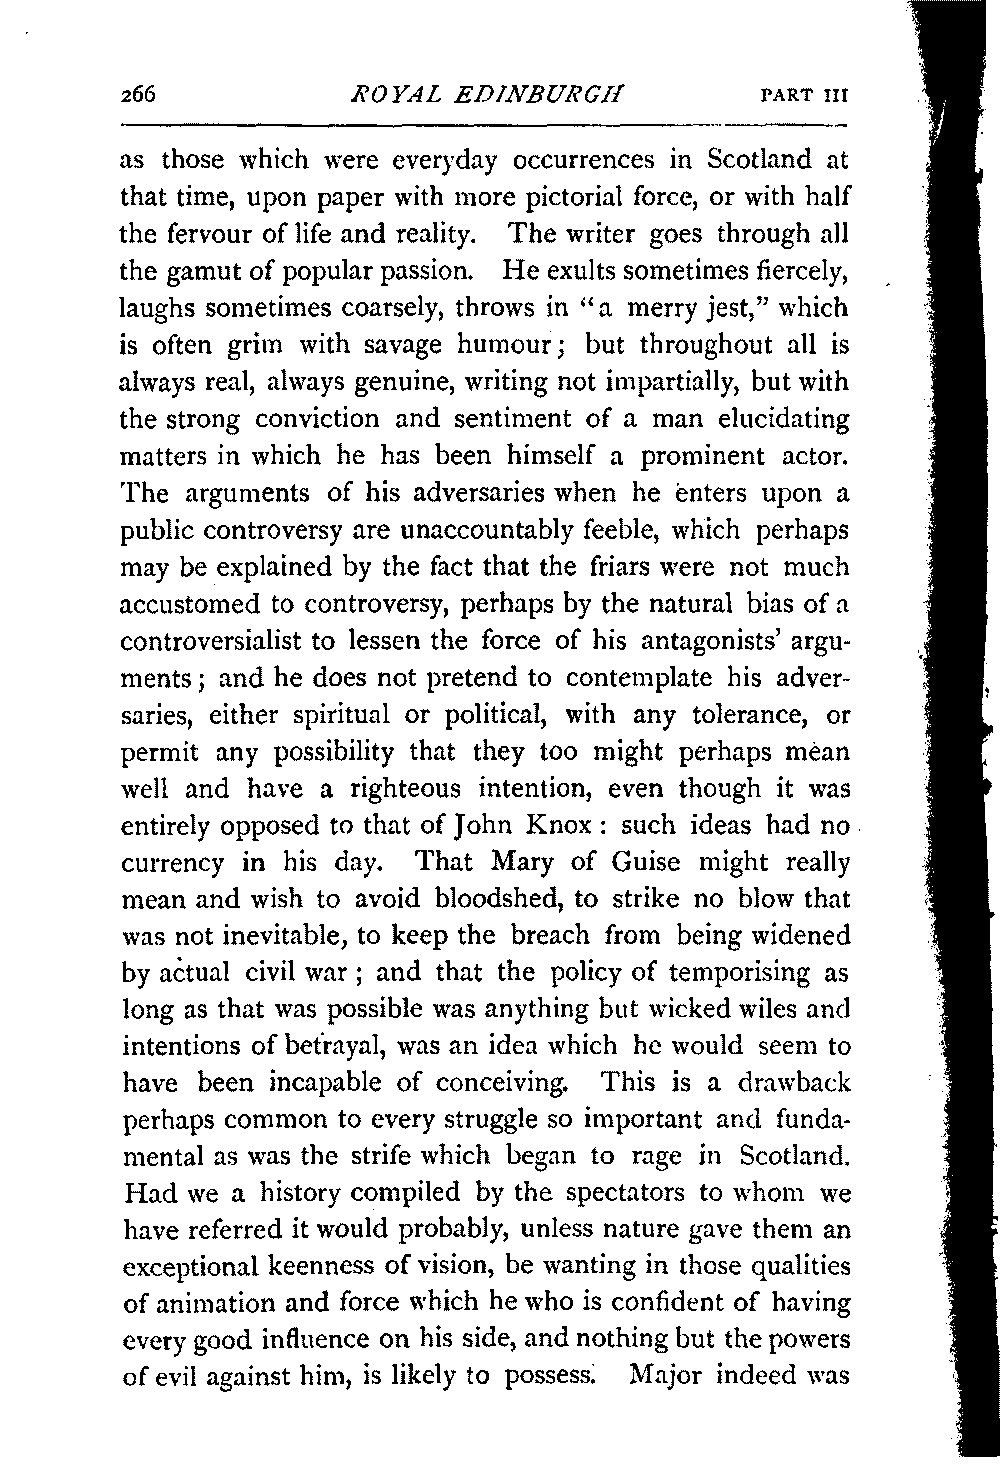 266 ROYAL EDINBURGH PART III
as those which were everyday occurrences in Scotland at
that time, upon paper with more pictorial force, or with half
the fervour of life and reality. The writer goes through all
the gamut of popular passion. He exults sometimes fiercely,
laughs sometimes coarsely, throws in “a merry jest,” which
is often grim with savage humour; but throughout all is
always real, always genuine, writing not impartially, but with
the strong conviction and sentiment of a man elucidating
matters in which he has been himself a prominent actor.
The arguments of his adversaries when he enters upon a
public controversy are unaccountably feeble, which perhaps
may be explained by the fact that the friars were not much
accustomed to controversy, perhaps by the natural bias of a
controversialist to lessen the force of his antagonists’ argu-
ments; and he does not pretend to contemplate his adver-
saries, either spiritual or political, with any tolerance, or
permit any possibility that they too might perhaps mean
well and have a righteous intention, even though it was
entirely opposed to that of John Knox: such ideas had no
currency in his day. That Mary of Guise might really
mean and wish to avoid bloodshed, to strike no blow that
was not inevitable, to keep the breach from being widened
by actual civil war; and that the policy of temporising as
long as that was possible was anything but wicked wiles and
intentions of betrayal, was an idea which he would seem to
have been incapable of conceiving. This is a drawback
perhaps common to every struggle so important and funda-
mental as was the strife which began to rage in Scotland.
Had we a history compiled by the spectators to whom we
have referred it would probably, unless nature gave them an
exceptional keenness of vision, be wanting in those qualities
of animation and force which he who is confident of having
every good influence on his side, and nothing but the powers
of evil against him, is likely to possess. Major indeed was